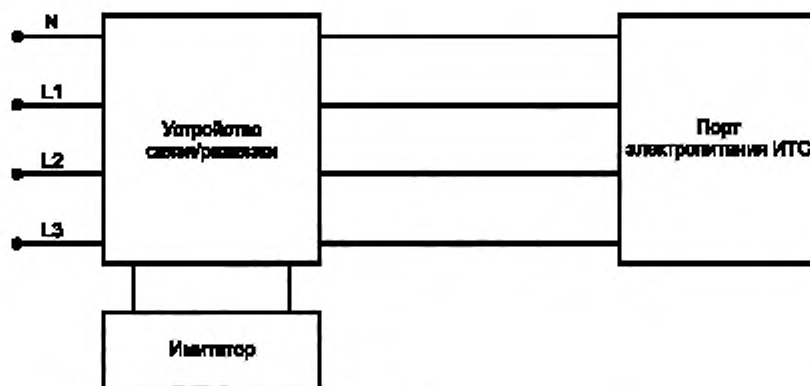 N
L1
L2
L3
Устройство
связи/развязки
Порт
электропитания ИТС
Имитатор